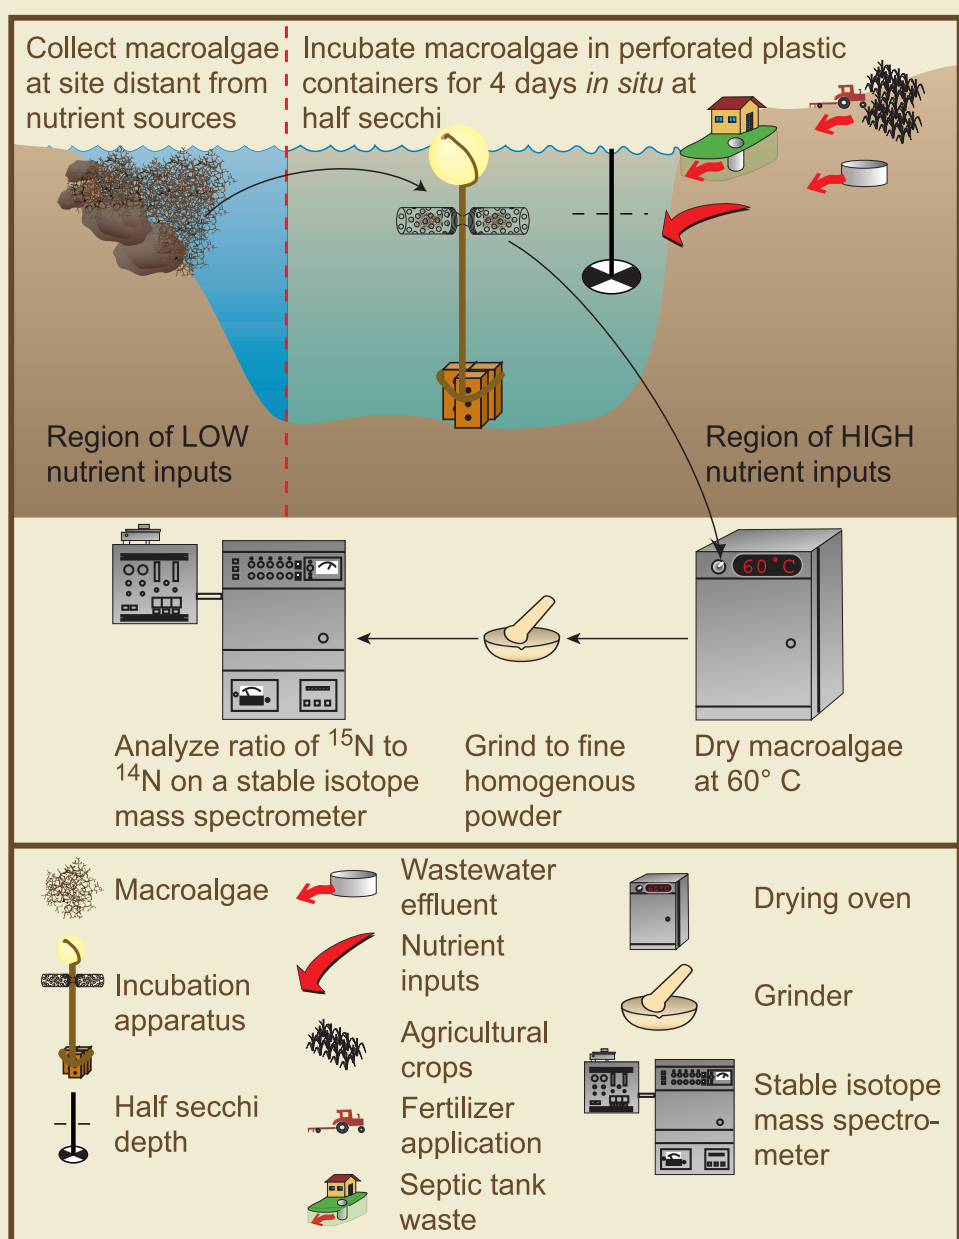 Collect macroalgae
at site distant from
nutrient sources
Incubate macroalgae in perforated plastic
containers for 4 days in situ at
half secchi
Region of LOW
nutrient inputs
Region of HIGH
nutrient inputs
60°C
Analyze ratio of ¹⁵N to
¹⁴N on a stable isotope
mass spectrometer
Grind to fine
homogenous
powder
Dry macroalgae
at 60° C
Macroalgae
Incubation
apparatus
Half secchi
depth
Wastewater
effluent
Nutrient
inputs
Agricultural
crops
Fertilizer
application
Septic tank
waste
60°C
Drying oven
Grinder
Stable isotope
mass spectro-
meter